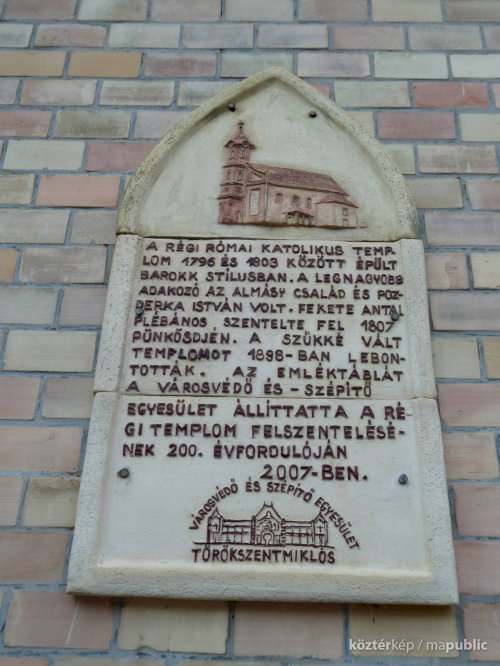 A RÉGI RÓMAI KATOLIKUS TEMP-
LOM 1796 ÉS 1803 KÖZÖTT ÉPÜLT
BAROKK STÍLUSBAN. A LEGNAGYOBB
ADAKOZÓ AZ ALMÁSY CSALÁD ÉS POZ-
DERKA ISTVÁN VOLT. FEKETE ANTAL
PLÉBÁNOS SZENTELTE FEL 1807
PÜNKÖSDJÉN. A SZŰKKÉ VÁLT
TEMPLOMOT 1898-BAN LEBON-
TOTTÁK. AZ EMLÉKTÁBLÁT
A VÁROSVÉDŐ ÉS -SZÉPÍTŐ
EGYESÜLET ÁLLÍTTATTA A RÉ-
GI TEMPLOM FELSZENTELÉSÉ-
NEK 200. ÉVFORDULÓJÁN
2007-BEN.
VÁROSVÉDŐ ÉS SZÉPÍTŐ EGYESÜLET
TÖRÖKSZENTMIKLÓS
köztérkép / mapublic